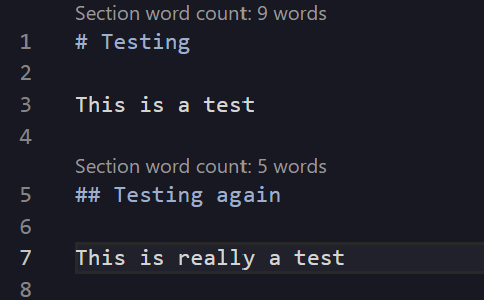 Section word count: 9 words
1 # Testing
2
3 This is a test
4
Section word count: 5 words
5 ## Testing again
6
7 This is really a test
8